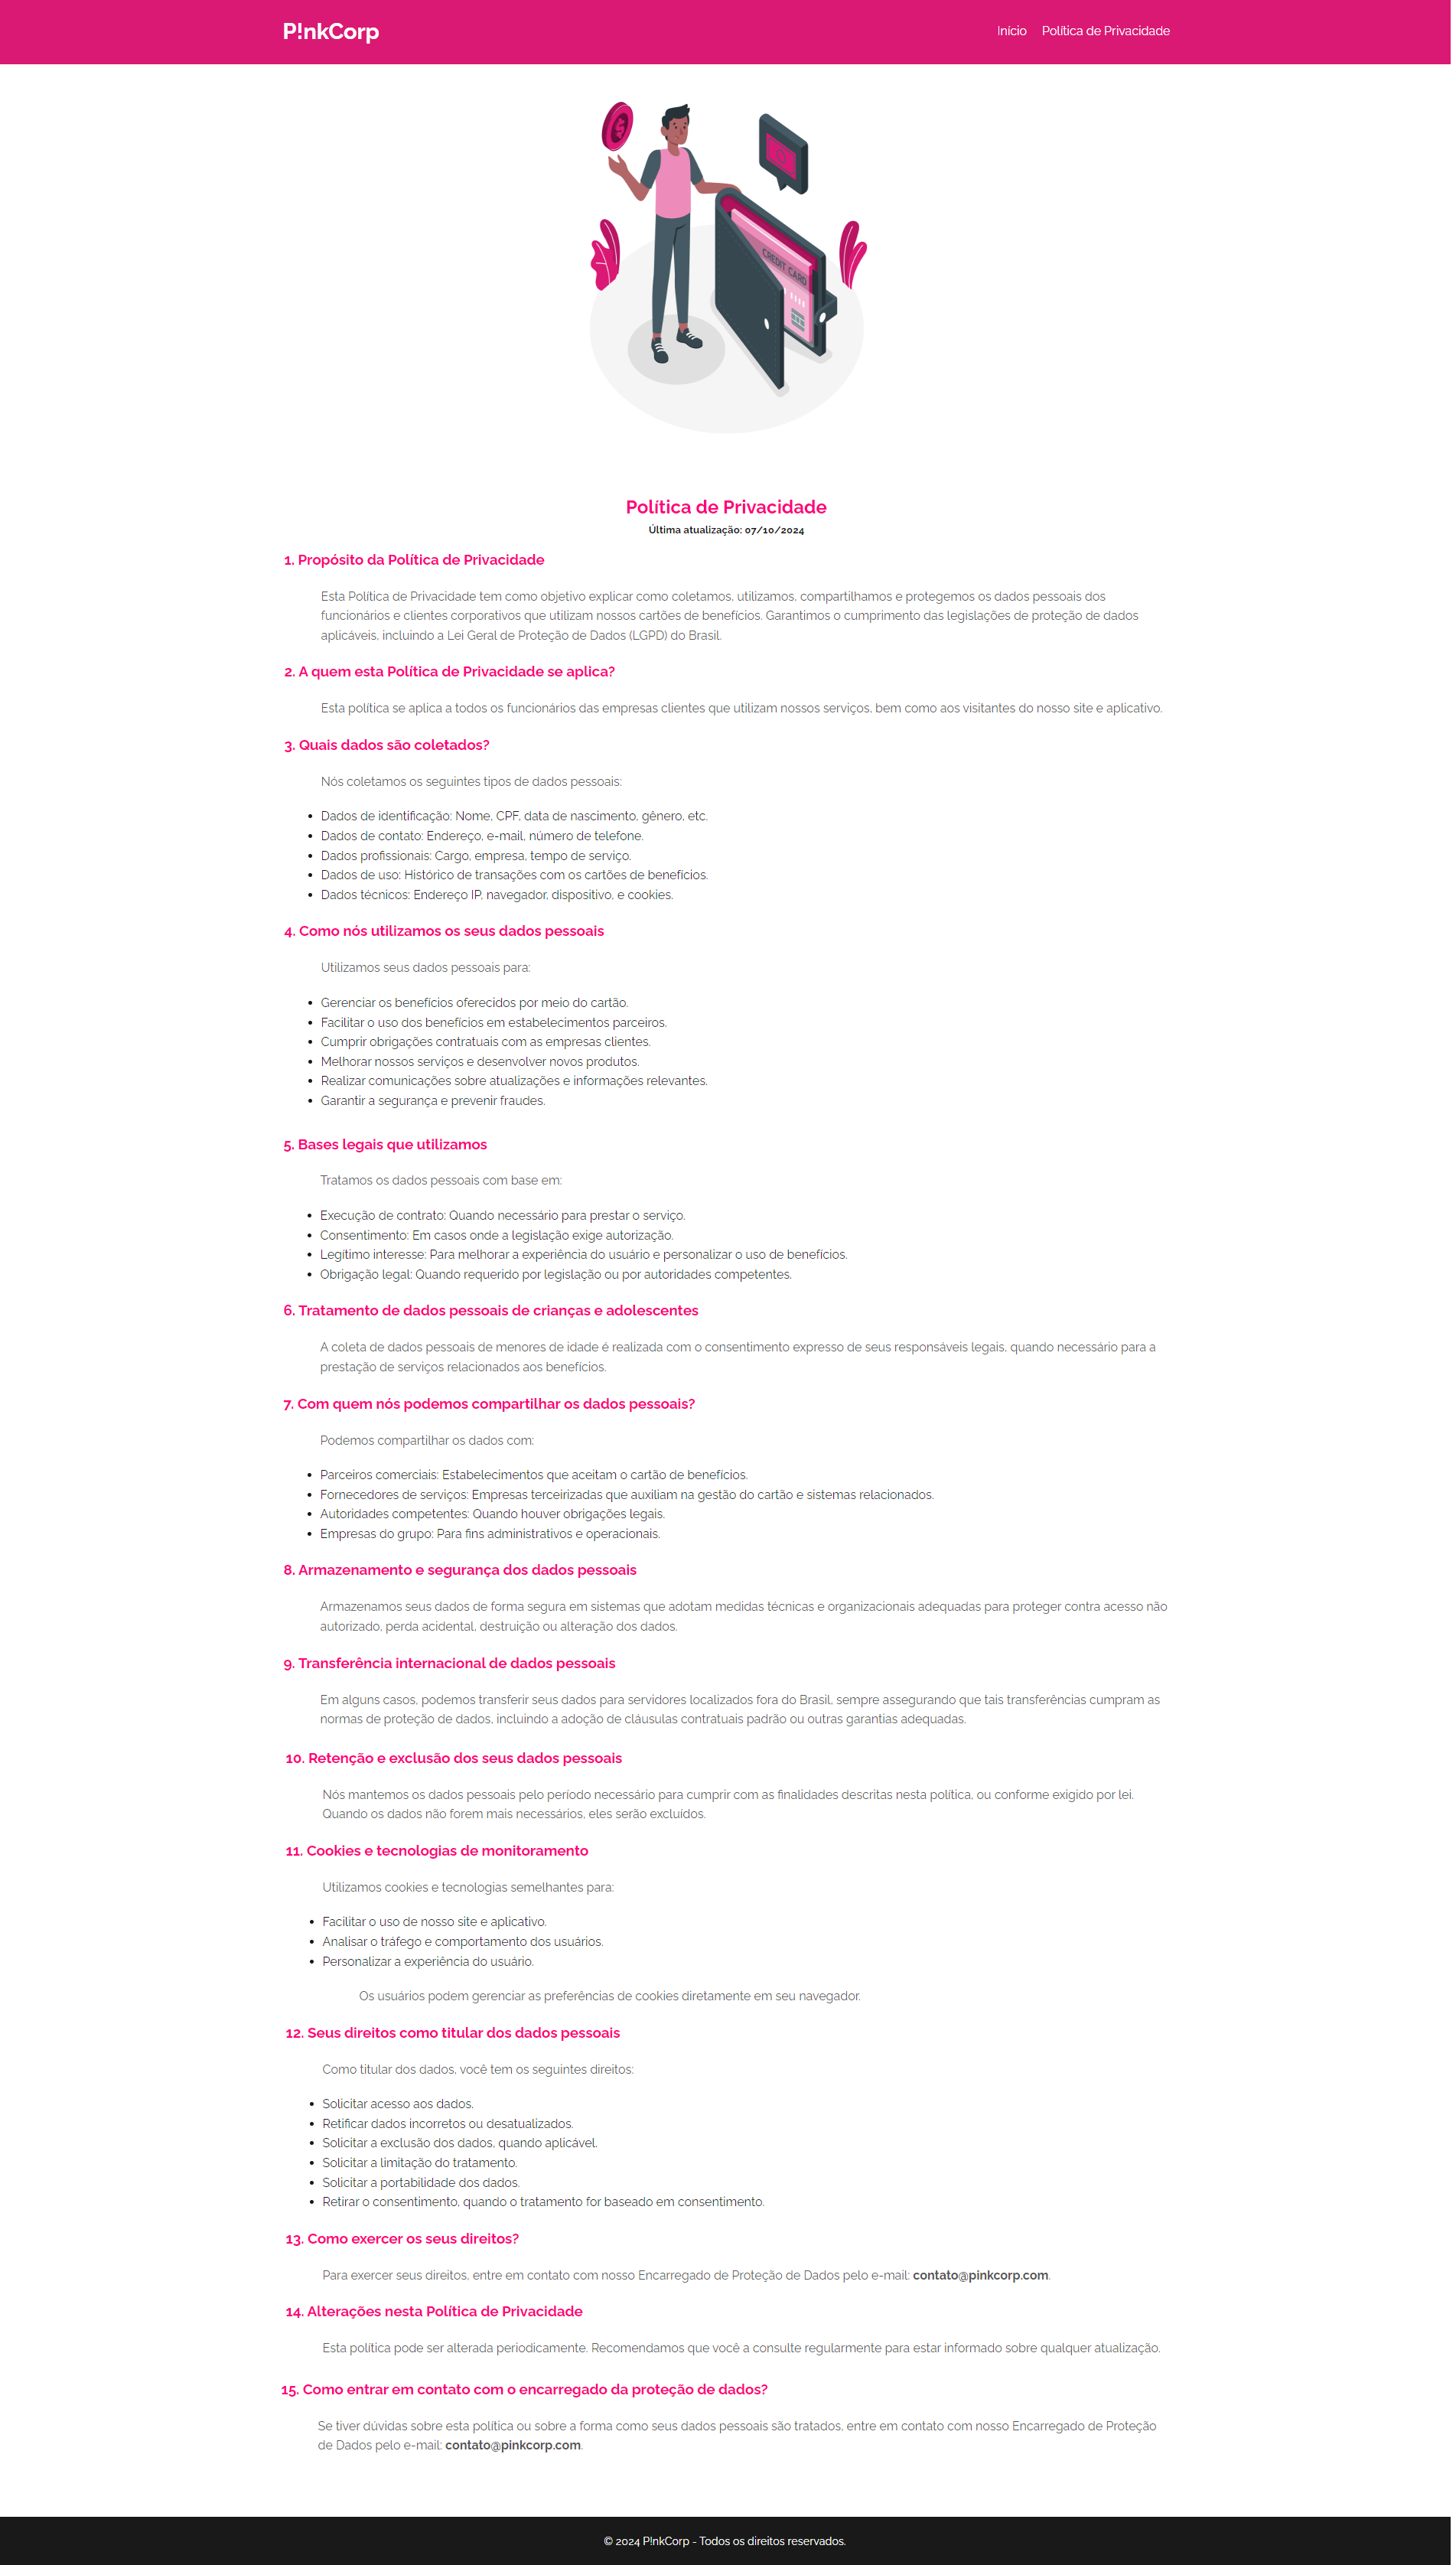 P!nkCorp
Início Política de Privacidade
CREDIT CARD
Política de Privacidade
Última atualização: 07/10/2024
1. Propósito da Política de Privacidade
Esta Política de Privacidade tem como objetivo explicar como coletamos, utilizamos, compartilhamos e protegemos os dados pessoais dos
funcionários e clientes corporativos que utilizam nossos cartões de benefícios. Garantimos o cumprimento das legislações de proteção de dados
aplicáveis, incluindo a Lei Geral de Proteção de Dados (LGPD) do Brasil.
2. A quem esta Política de Privacidade se aplica?
Esta política se aplica a todos os funcionários das empresas clientes que utilizam nossos serviços, bem como aos visitantes do nosso site e aplicativo.
3. Quais dados são coletados?
Nós coletamos os seguintes tipos de dados pessoais:
• Dados de identificação: Nome, CPF, data de nascimento, gênero, etc.
• Dados de contato: Endereço, e-mail, número de telefone.
• Dados profissionais: Cargo, empresa, tempo de serviço.
• Dados de uso: Histórico de transações com os cartões de benefícios.
• Dados técnicos: Endereço IP, navegador, dispositivo, e cookies.
4. Como nós utilizamos os seus dados pessoais
Utilizamos seus dados pessoais para:
• Gerenciar os benefícios oferecidos por meio do cartão.
• Facilitar o uso dos benefícios em estabelecimentos parceiros.
• Cumprir obrigações contratuais com as empresas clientes.
• Melhorar nossos serviços e desenvolver novos produtos.
• Realizar comunicações sobre atualizações e informações relevantes.
• Garantir a segurança e prevenir fraudes.
5. Bases legais que utilizamos
Tratamos os dados pessoais com base em:
• Execução de contrato: Quando necessário para prestar o serviço.
• Consentimento: Em casos onde a legislação exige autorização.
• Legítimo interesse: Para melhorar a experiência do usuário e personalizar o uso de benefícios.
• Obrigação legal: Quando requerido por legislação ou por autoridades competentes.
6. Tratamento de dados pessoais de crianças e adolescentes
A coleta de dados pessoais de menores de idade é realizada com o consentimento expresso de seus responsáveis legais, quando necessário para a
prestação de serviços relacionados aos benefícios.
7. Com quem nós podemos compartilhar os dados pessoais?
Podemos compartilhar os dados com:
• Parceiros comerciais: Estabelecimentos que aceitam o cartão de benefícios.
• Fornecedores de serviços: Empresas terceirizadas que auxiliam na gestão do cartão e sistemas relacionados.
• Autoridades competentes: Quando houver obrigações legais.
• Empresas do grupo: Para fins administrativos e operacionais.
8. Armazenamento e segurança dos dados pessoais
Armazenamos seus dados de forma segura em sistemas que adotam medidas técnicas e organizacionais adequadas para proteger contra acesso não
autorizado, perda acidental, destruição ou alteração dos dados.
9. Transferência internacional de dados pessoais
Em alguns casos, podemos transferir seus dados para servidores localizados fora do Brasil, sempre assegurando que tais transferências cumpram as
normas de proteção de dados, incluindo a adoção de cláusulas contratuais padrão ou outras garantias adequadas.
10. Retenção e exclusão dos seus dados pessoais
Nós mantemos os dados pessoais pelo período necessário para cumprir com as finalidades descritas nesta política, ou conforme exigido por lei.
Quando os dados não forem mais necessários, eles serão excluídos.
11. Cookies e tecnologias de monitoramento
Utilizamos cookies e tecnologias semelhantes para:
• Facilitar o uso de nosso site e aplicativo.
• Analisar o tráfego e comportamento dos usuários.
• Personalizar a experiência do usuário.
Os usuários podem gerenciar as preferências de cookies diretamente em seu navegador.
12. Seus direitos como titular dos dados pessoais
Como titular dos dados, você tem os seguintes direitos:
• Solicitar acesso aos dados.
• Retificar dados incorretos ou desatualizados.
• Solicitar a exclusão dos dados, quando aplicável.
• Solicitar a limitação do tratamento.
• Solicitar a portabilidade dos dados.
• Retirar o consentimento, quando o tratamento for baseado em consentimento.
13. Como exercer os seus direitos?
Para exercer seus direitos, entre em contato com nosso Encarregado de Proteção de Dados pelo e-mail: contato@pinkcorp.com.
14. Alterações nesta Política de Privacidade
Esta política pode ser alterada periodicamente. Recomendamos que você a consulte regularmente para estar informado sobre qualquer atualização.
15. Como entrar em contato com o encarregado da proteção de dados?
Se tiver dúvidas sobre esta política ou sobre a forma como seus dados pessoais são tratados, entre em contato com nosso Encarregado de Proteção
de Dados pelo e-mail: contato@pinkcorp.com.
© 2024 P!nkCorp - Todos os direitos reservados.